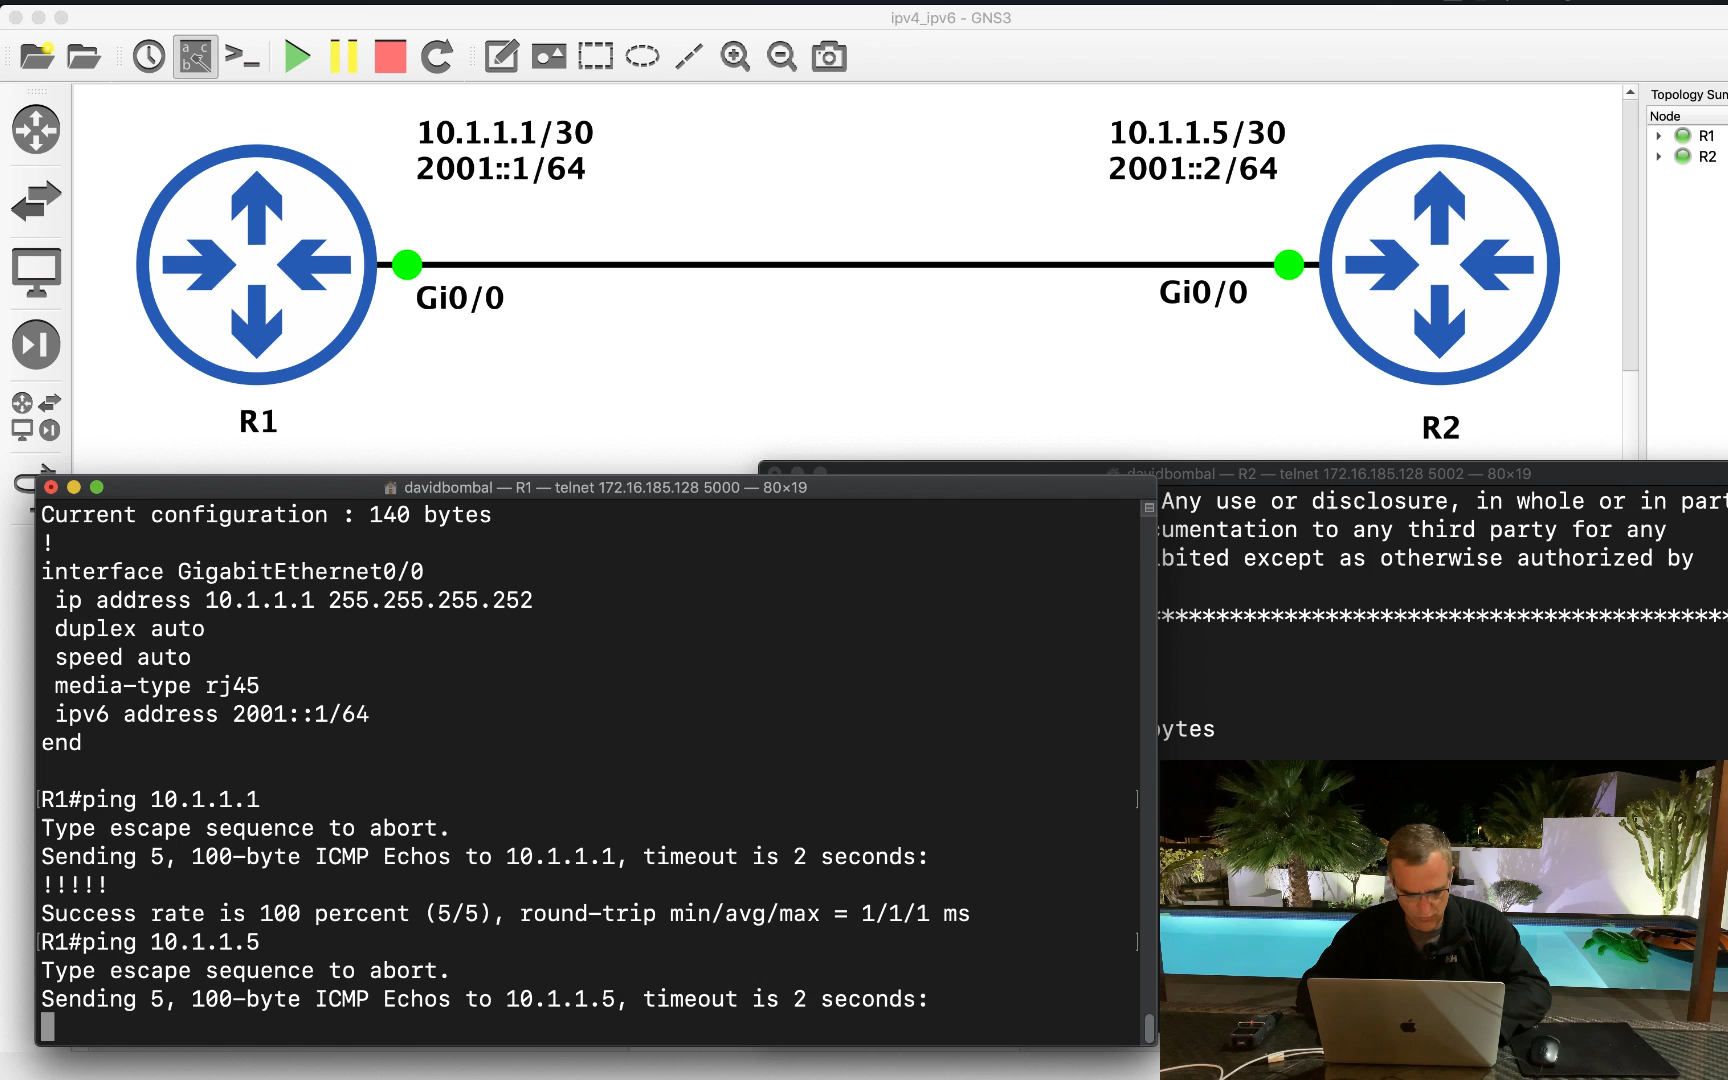 ipv4_ipv6 - GNS3
10.1.1.1/30
2001::1/64
10.1.1.5/30
2001::2/64
Topology Sum
Node
R1
R2
Gi0/0
Gi0/0
R1
R2
davidbombal — R2 — telnet 172.16.185.128 5002 — 80×19
Any use or disclosure, in whole or in part
cumentation to any third party for any
bited except as otherwise authorized by
*****************************************
bytes
davidbombal — R1 — telnet 172.16.185.128 5000 — 80×19
Current configuration : 140 bytes
!
interface GigabitEthernet0/0
ip address 10.1.1.1 255.255.255.252
duplex auto
speed auto
media-type rj45
ipv6 address 2001::1/64
end
R1#ping 10.1.1.1
Type escape sequence to abort.
Sending 5, 100-byte ICMP Echos to 10.1.1.1, timeout is 2 seconds:
!!!!!
Success rate is 100 percent (5/5), round-trip min/avg/max = 1/1/1 ms
R1#ping 10.1.1.5
Type escape sequence to abort.
Sending 5, 100-byte ICMP Echos to 10.1.1.5, timeout is 2 seconds: